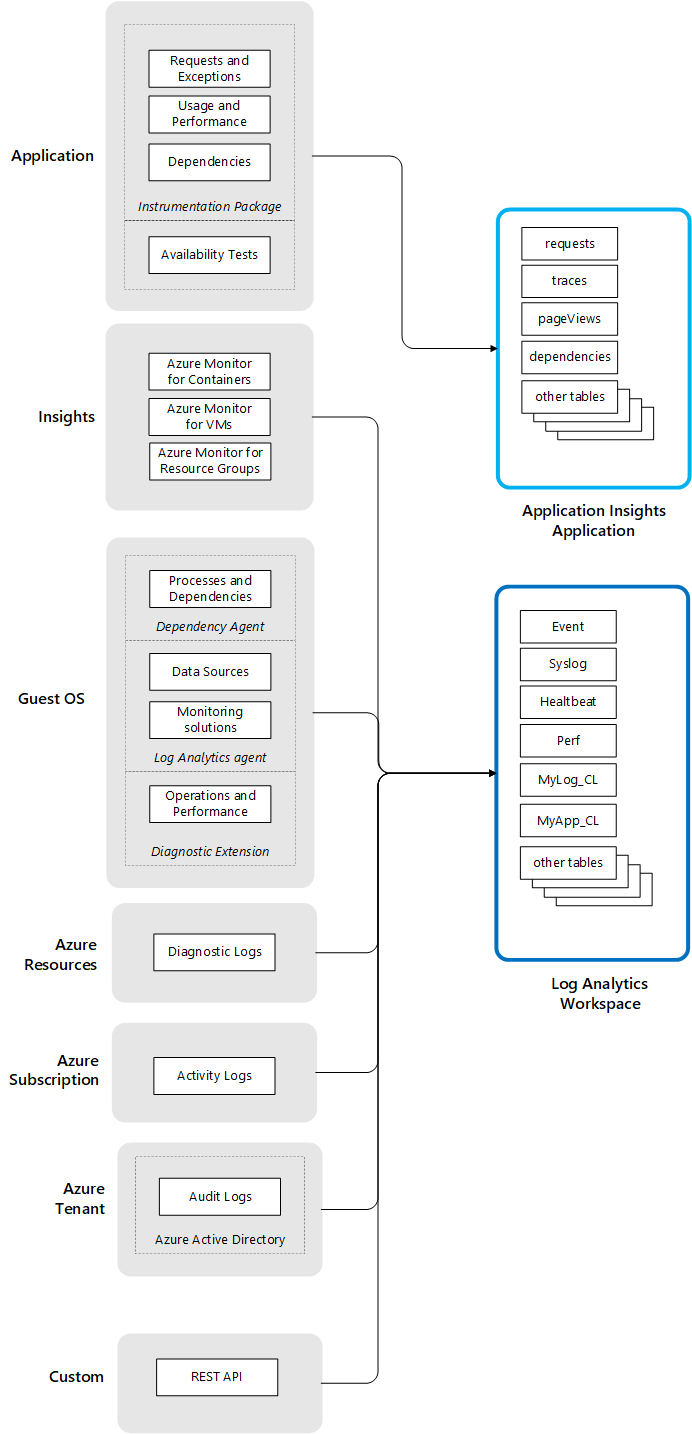 Application
Requests and
Exceptions
Usage and
Performance
Dependencies
Instrumentation Package
Availability Tests
Insights
Azure Monitor
for Containers
Azure Monitor
for VMs
Azure Monitor for
Resource Groups
Guest OS
Processes and
Dependencies
Dependency Agent
Data Sources
Monitoring
solutions
Log Analytics agent
Operations and
Performance
Diagnostic Extension
Azure
Resources
Diagnostic Logs
Azure
Subscription
Activity Logs
Azure
Tenant
Audit Logs
Azure Active Directory
Custom
REST API
requests
traces
pageViews
dependencies
other tables
Application Insights
Application
Event
Syslog
Healtbeat
Perf
MyLog_CL
MyApp_CL
other tables
Log Analytics
Workspace